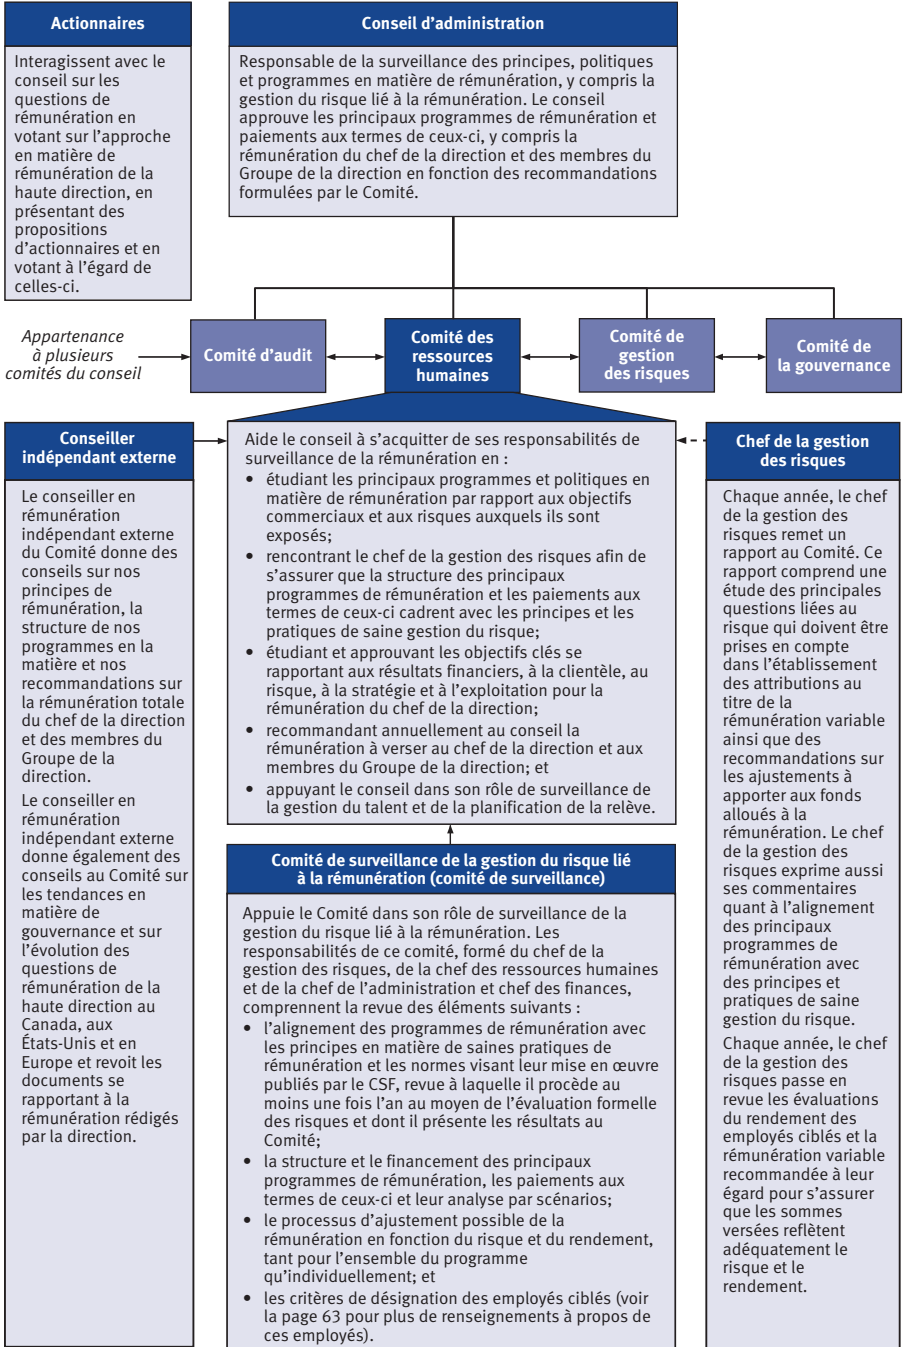 Actionnaires
Interagissent avec le
conseil sur les
questions de
rémunération en
votant sur l'approche
en matière de
rémunération de la
haute direction, en
présentant des
propositions
d'actionnaires et en
votant à l'égard de
celles-ci.
Conseil d'administration
Responsable de la surveillance des principes, politiques
et programmes en matière de rémunération, y compris la
gestion du risque lié à la rémunération. Le conseil
approuve les principaux programmes de rémunération et
paiements aux termes de ceux-ci, y compris la
rémunération du chef de la direction et des membres du
Groupe de la direction en fonction des recommandations
formulées par le Comité.
Appartenance
à plusieurs
comités du conseil
Comité d'audit
Comité des
ressources
humaines
Comité de
gestion
des risques
Comité de
la gouvernance
Conseiller
indépendant externe
Le conseiller en
rémunération
indépendant externe
du Comité donne des
conseils sur nos
principes de
rémunération, la
structure de nos
programmes en la
matière et nos
recommandations sur
la rémunération totale
du chef de la direction
et des membres du
Groupe de la
direction.
Le conseiller en
rémunération
indépendant externe
donne également des
conseils au Comité sur
les tendances en
matière de
gouvernance et sur
l'évolution des
questions de
rémunération de la
haute direction au
Canada, aux
États-Unis et en
Europe et revoit les
documents se
rapportant à la
rémunération rédigés
par la direction.
Aide le conseil à s'acquitter de ses responsabilités de
surveillance de la rémunération en :
• étudiant les principaux programmes et politiques en
matière de rémunération par rapport aux objectifs
commerciaux et aux risques auxquels ils sont
exposés;
• rencontrant le chef de la gestion des risques afin de
s'assurer que la structure des principaux
programmes de rémunération et les paiements aux
termes de ceux-ci cadrent avec les principes et les
pratiques de saine gestion du risque;
• étudiant et approuvant les objectifs clés se
rapportant aux résultats financiers, à la clientèle, au
risque, à la stratégie et à l'exploitation pour la
rémunération du chef de la direction;
• recommandant annuellement au conseil la
rémunération à verser au chef de la direction et aux
membres du Groupe de la direction; et
• appuyant le conseil dans son rôle de surveillance de
la gestion du talent et de la planification de la relève.
Comité de surveillance de la gestion du risque lié
à la rémunération (comité de surveillance)
Appuie le Comité dans son rôle de surveillance de la
gestion du risque lié à la rémunération. Les
responsabilités de ce comité, formé du chef de la
gestion des risques, de la chef des ressources humaines
et de la chef de l'administration et chef des finances,
comprennent la revue des éléments suivants :
• l'alignement des programmes de rémunération avec
les principes en matière de saines pratiques de
rémunération et les normes visant leur mise en œuvre
publiés par le CSF, revue à laquelle il procède au
moins une fois l'an au moyen de l'évaluation formelle
des risques et dont il présente les résultats au
Comité;
• la structure et le financement des principaux
programmes de rémunération, les paiements aux
termes de ceux-ci et leur analyse par scénarios;
• le processus d'ajustement possible de la
rémunération en fonction du risque et du rendement,
tant pour l'ensemble du programme
qu'individuellement; et
• les critères de désignation des employés ciblés (voir
la page 63 pour plus de renseignements à propos de
ces employés).
Chef de la gestion
des risques
Chaque année, le chef
de la gestion des
risques remet un
rapport au Comité. Ce
rapport comprend une
étude des principales
questions liées au
risque qui doivent être
prises en compte
dans l'établissement
des attributions au
titre de la
rémunération variable
ainsi que des
recommandations sur
les ajustements à
apporter aux fonds
alloués à la
rémunération. Le chef
de la gestion des
risques exprime aussi
ses commentaires
quant à l'alignement
des principaux
programmes de
rémunération avec
des principes et
pratiques de saine
gestion du risque.
Chaque année, le chef
de la gestion des
risques passe en
revue les évaluations
du rendement des
employés ciblés et la
rémunération variable
recommandée à leur
égard pour s'assurer
que les sommes
versées reflètent
adéquatement le
risque et le
rendement.